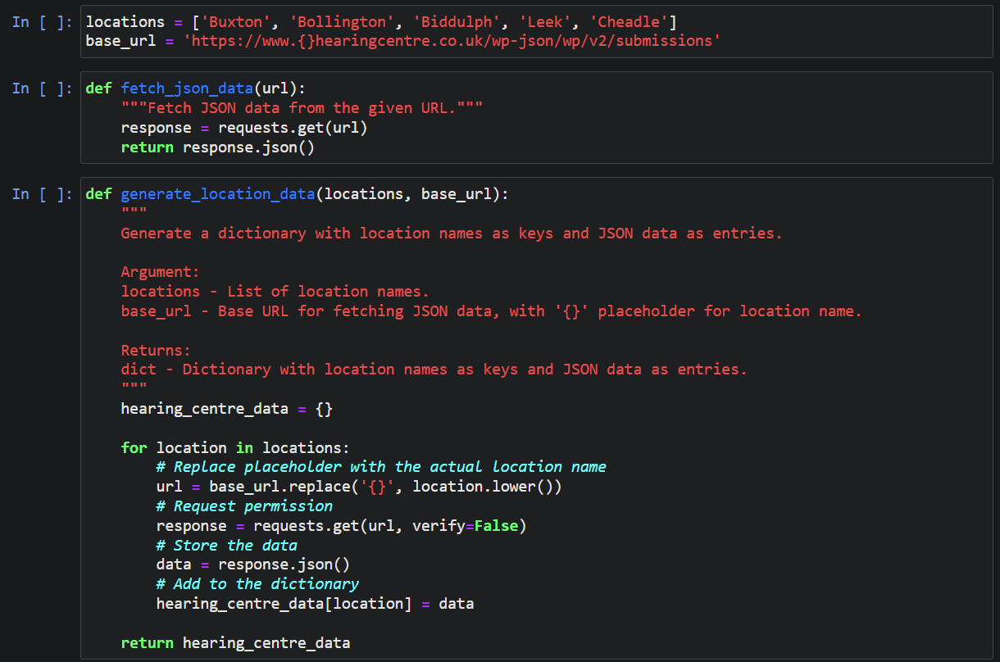 In [ ]: locations = ['Buxton', 'Bollington', 'Biddulph', 'Leek', 'Cheadle']
base_url = 'https://www.{}hearingcentre.co.uk/wp-json/wp/v2/submissions'
In [ ]: def fetch_json_data(url):
"""Fetch JSON data from the given URL."""
response = requests.get(url)
return response.json()
In [ ]: def generate_location_data(locations, base_url):
"""
Generate a dictionary with location names as keys and JSON data as entries.
Argument:
locations - List of location names.
base_url - Base URL for fetching JSON data, with '{}' placeholder for location name.
Returns:
dict - Dictionary with location names as keys and JSON data as entries.
"""
hearing_centre_data = {}
for location in locations:
# Replace placeholder with the actual location name
url = base_url.replace('{}', location.lower())
# Request permission
response = requests.get(url, verify=False)
# Store the data
data = response.json()
# Add to the dictionary
hearing_centre_data[location] = data
return hearing_centre_data